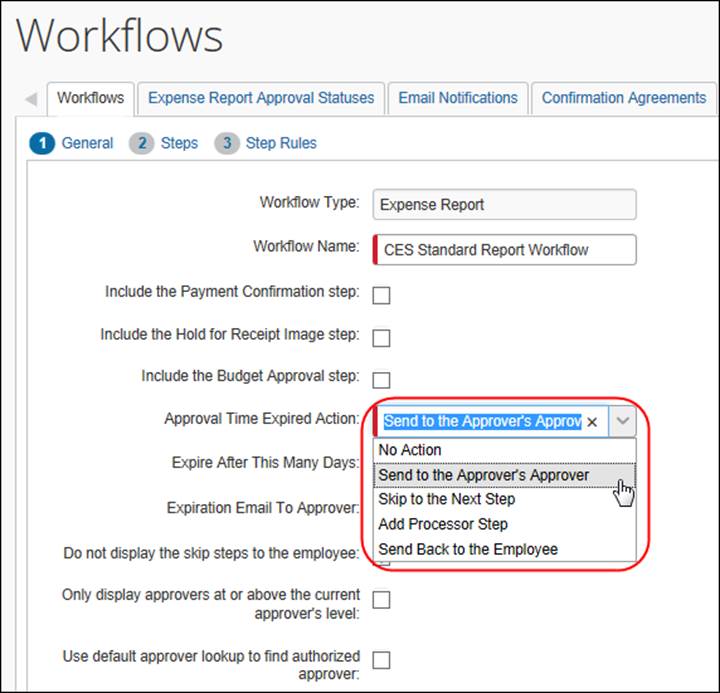 Workflows
Workflows
Expense Report Approval Statuses
Email Notifications
Confirmation Agreements
1 General
2 Steps
3 Step Rules
Workflow Type: Expense Report
Workflow Name: CES Standard Report Workflow
Include the Payment Confirmation step:
Include the Hold for Receipt Image step:
Include the Budget Approval step:
Approval Time Expired Action: Send to the Approver's Approv
No Action
Expire After This Many Days:
Send to the Approver's Approver
Skip to the Next Step
Expiration Email To Approver:
Add Processor Step
Send Back to the Employee
Do not display the skip steps to the employee:
Only display approvers at or above the current
approver's level:
Use default approver lookup to find authorized
approver: